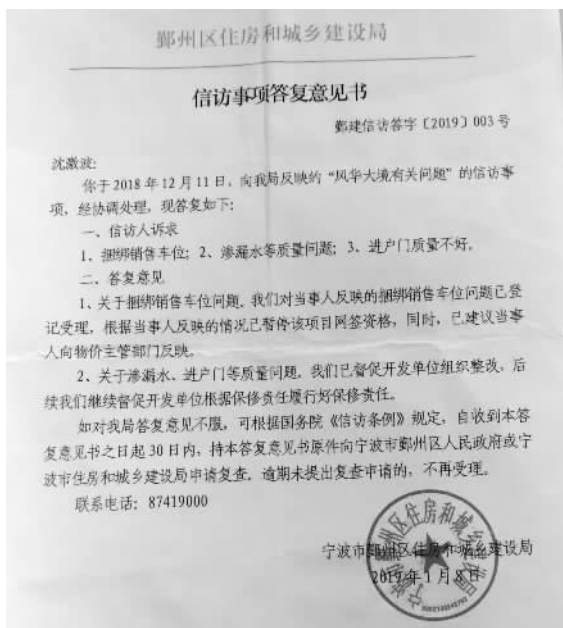 鄞州区住房和城乡建设局
信访事项答复意见书
鄞建信访答字〔2019〕003号
沈激波:
你于2018年12月11日，向我局反映的“风华大境有关问题”的信访事
项，经协调处理，现答复如下:
一、信访人诉求
1、捆绑销售车位; 2、渗漏水等质量问题; 3、进户门质量不好。
二、答复意见
1、关于捆绑销售车位问题，我们对当事人反映的捆绑销售车位问题已登
记受理，根据当事人反映的情况已暂停该项目网签资格，同时，已建议当事
人向物价主管部门反映。
2、关于渗漏水、进户门等质量问题，我们已督促开发单位组织整改，后
续我们继续督促开发单位根据保修责任履行好保修责任。
如对我局答复意见不服，可根据国务院《信访条例》规定，自收到本答
复意见书之日起30日内，持本答复意见书原件向宁波市鄞州区人民政府或宁
波市住房和城乡建设局申请复查。逾期未提出复查申请的，不再受理。
联系电话: 87419000
宁波市鄞州区住房和城乡建设局
2019年1月8日